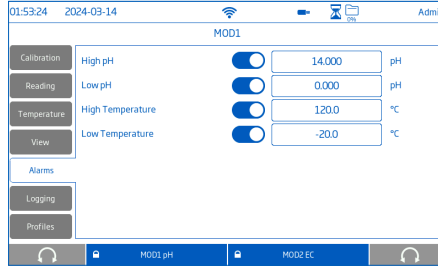 01:53:24 2024-03-14 0% Admi
MOD1
Calibration
High pH 14.000 pH
Reading
Low pH 0.000 pH
Temperature
High Temperature 120.0 °C
View
Low Temperature -20.0 °C
Alarms
Logging
Profiles
MOD1 pH MOD2 EC